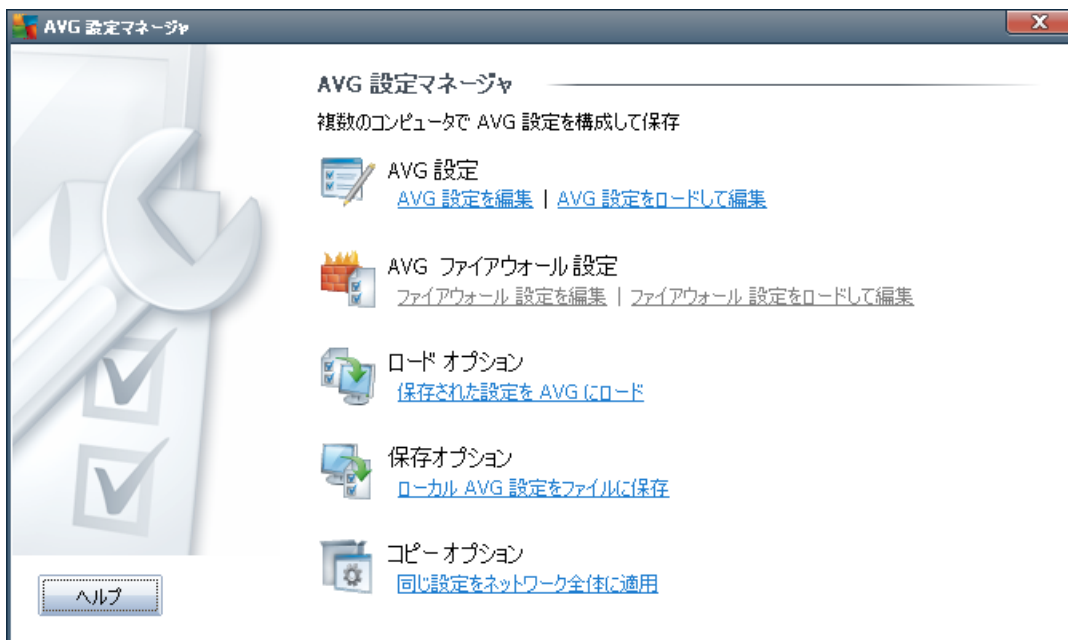 AVG 設定マネージャ
AVG 設定マネージャ
複数のコンピュータで AVG 設定を構成して保存
AVG 設定
AVG 設定を編集 | AVG 設定をロードして編集
AVG ファイアウォール設定
ファイアウォール 設定を編集 | ファイアウォール 設定をロードして編集
ロード オプション
保存された設定を AVG にロード
保存オプション
ローカル AVG 設定をファイルに保存
コピー オプション
同じ設定をネットワーク全体に適用
ヘルプ